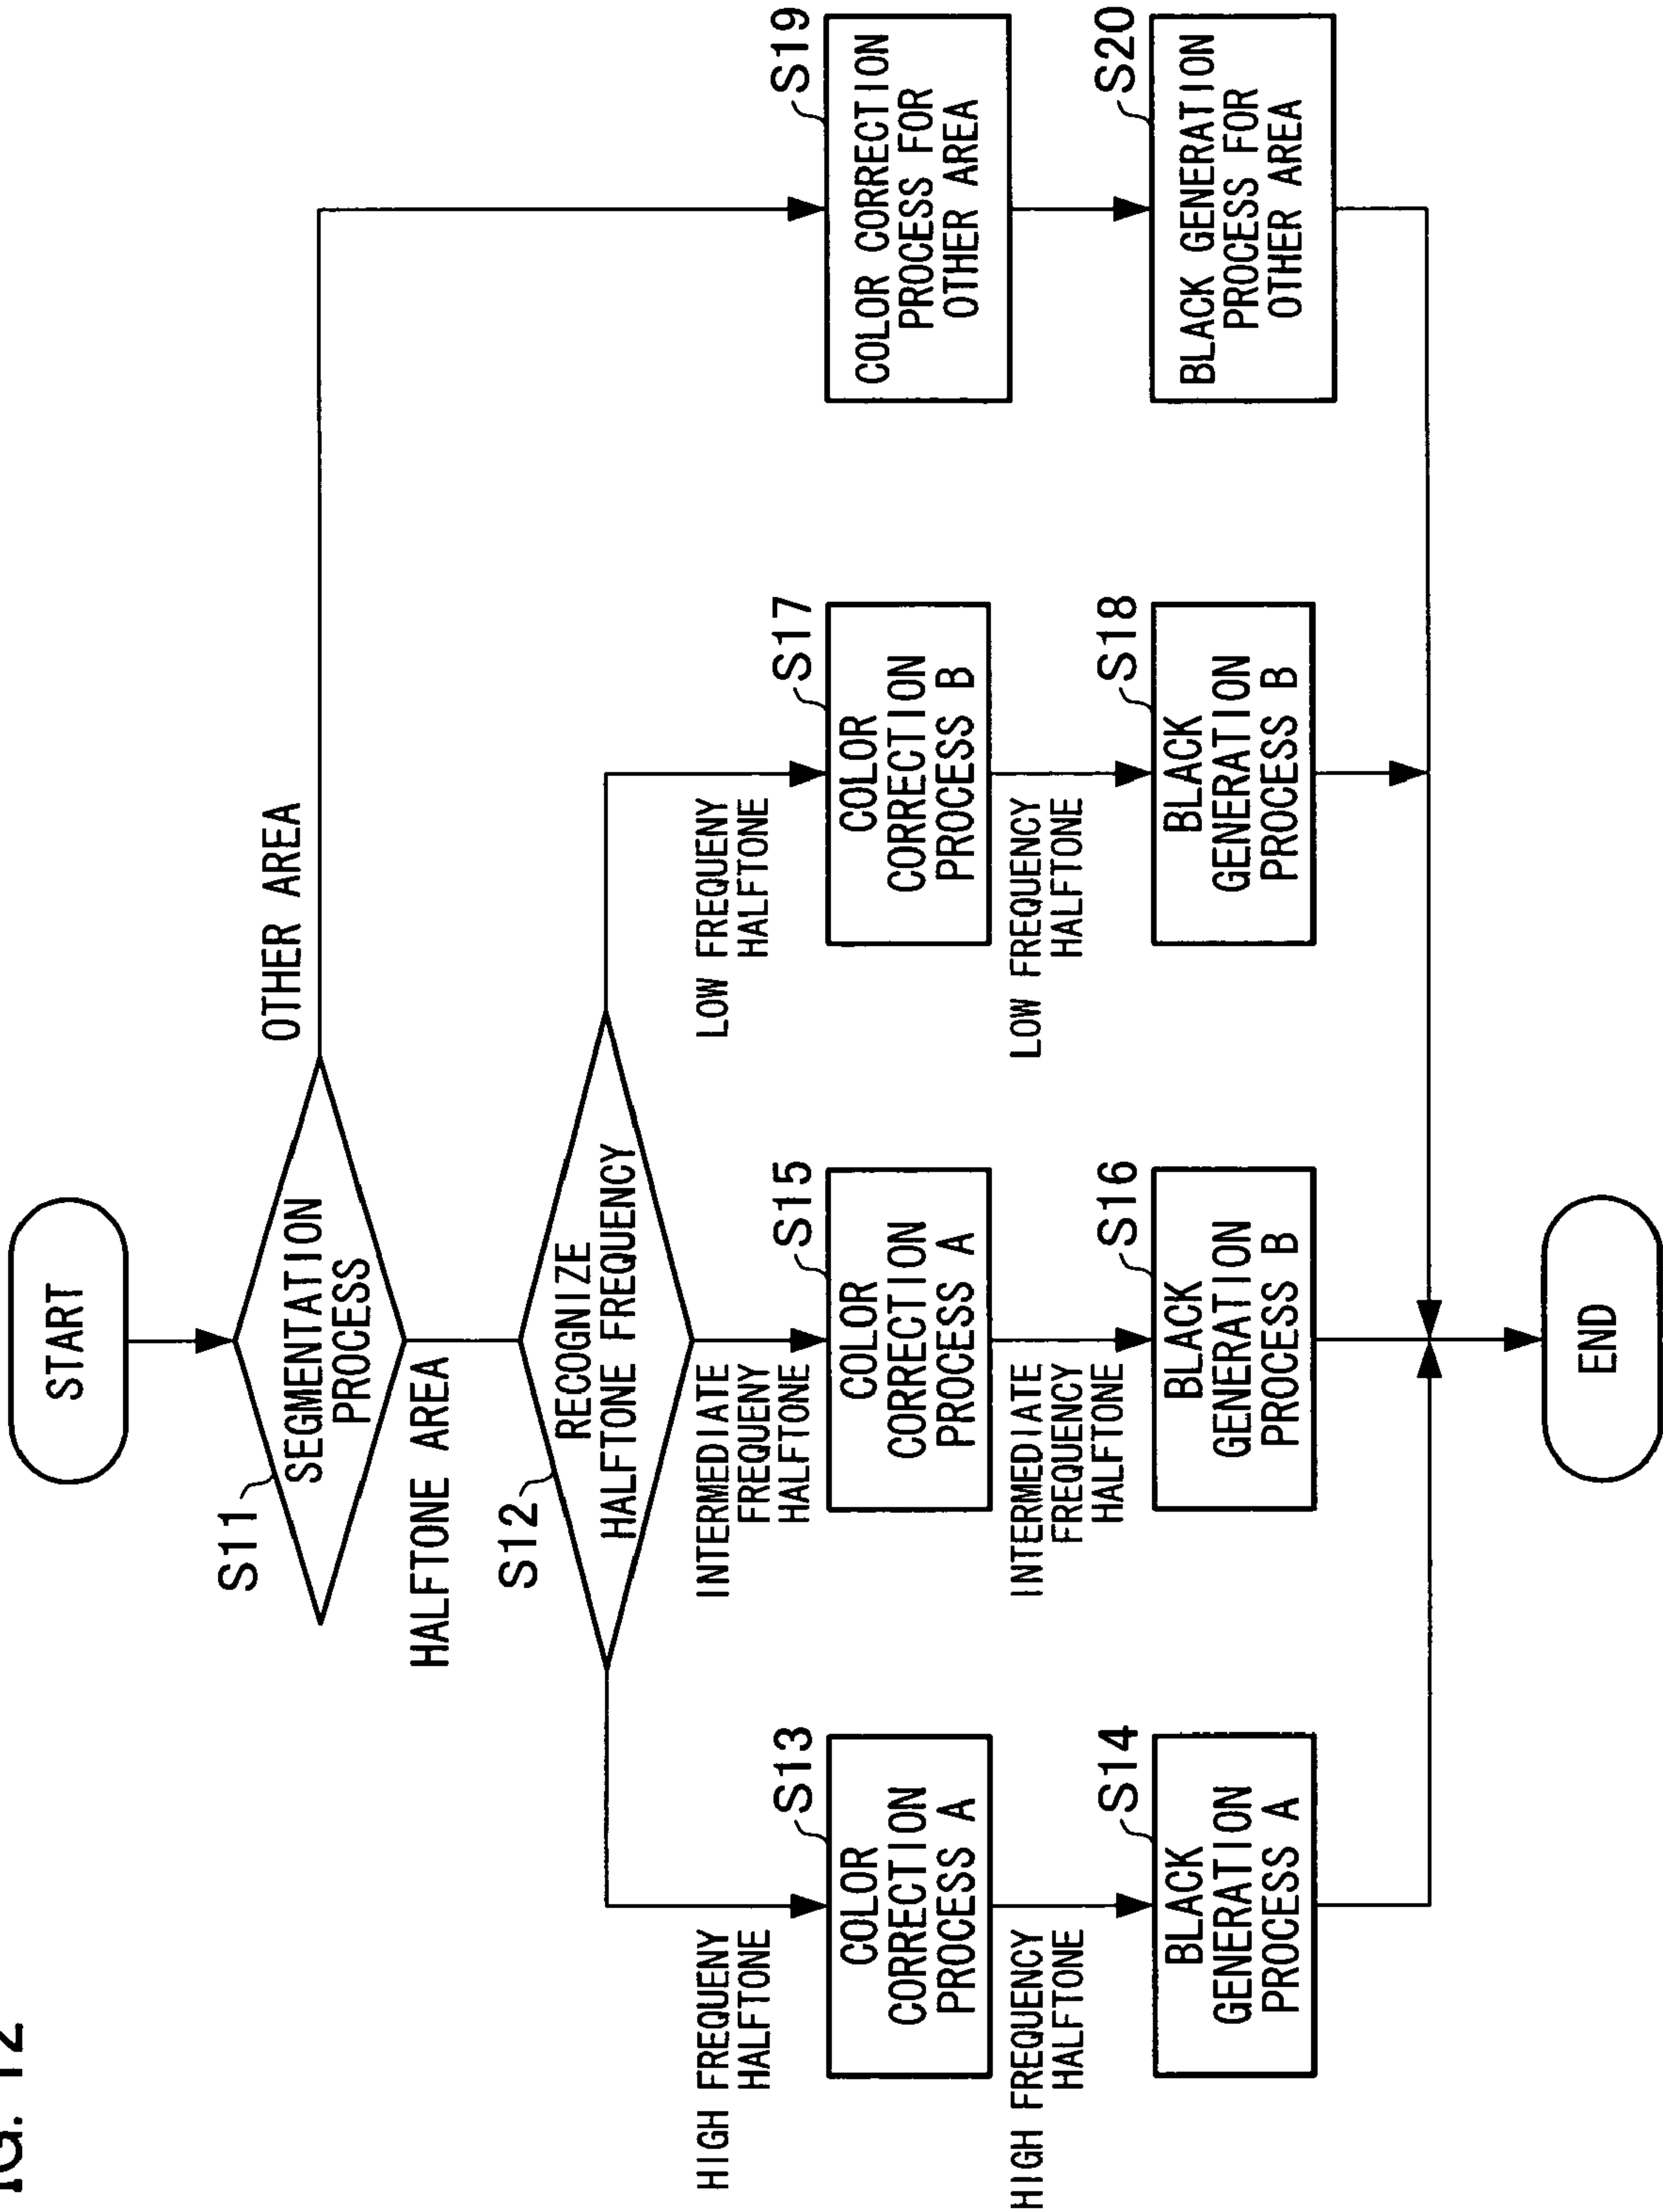 IG. 12
START
S11
SEGMENTATION
PROCESS
OTHER AREA
HALFTONE AREA
S12
RECOGNIZE
HALFTONE FREQUENCY
HIGH FREQUENY
HALFTONE
INTERMEDIATE
FREQUENY
HALFTONE
LOW FREQUENY
HALFTONE
S13
COLOR
CORRECTION
PROCESS A
S15
COLOR
CORRECTION
PROCESS A
S17
COLOR
CORRECTION
PROCESS B
S19
COLOR CORRECTION
PROCESS FOR
OTHER AREA
HIGH FREQUENCY
HALFTONE
INTERMEDIATE
FREQUENCY
HALFTONE
LOW FREQUENCY
HALFTONE
S14
BLACK
GENERATION
PROCESS A
S16
BLACK
GENERATION
PROCESS B
S18
BLACK
GENERATION
PROCESS B
S20
BLACK GENERATION
PROCESS FOR
OTHER AREA
END